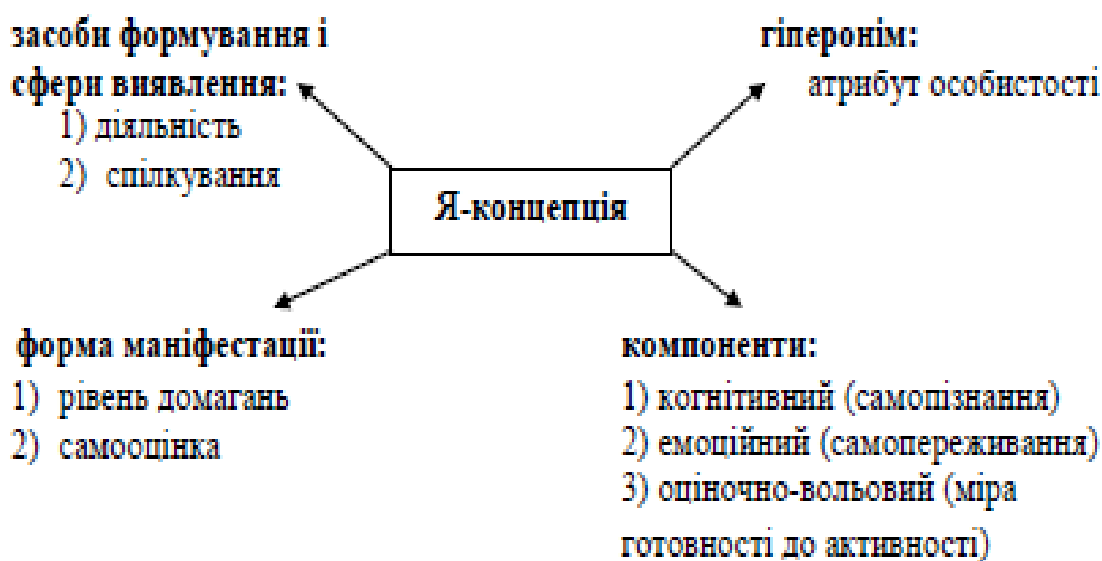 засоби формування і
сфери виявлення:
1) діяльність
2) спілкування
гіперонім:
атрибут особистості
Я-концепція
форма маніфестації:
1) рівень домагань
2) самооцінка
компоненти:
1) когнітивний (самопізнання)
2) емоційний (самопереживання)
3) оціночно-вольовий (міра
готовності до активності)